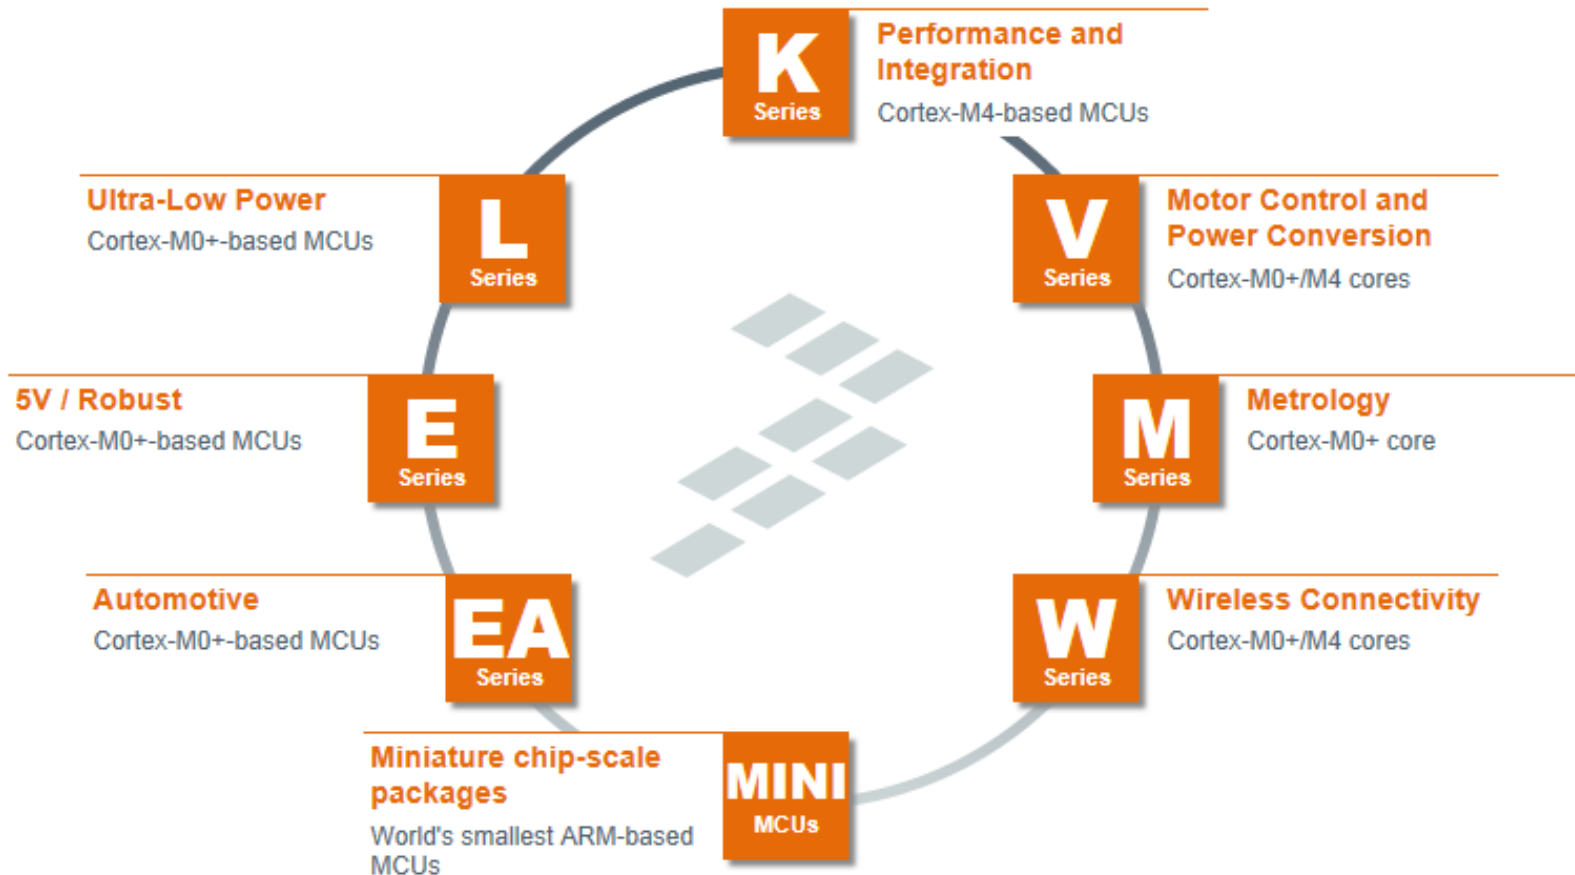 K
Series
Performance and
Integration
Cortex-M4-based MCUs
Ultra-Low Power
Cortex-M0+-based MCUs
L
Series
V
Series
Motor Control and
Power Conversion
Cortex-M0+/M4 cores
5V / Robust
Cortex-M0+-based MCUs
E
Series
M
Series
Metrology
Cortex-M0+ core
Automotive
Cortex-M0+-based MCUs
EA
Series
W
Series
Wireless Connectivity
Cortex-M0+/M4 cores
Miniature chip-scale
packages
World's smallest ARM-based
MCUs
MINI
MCUs